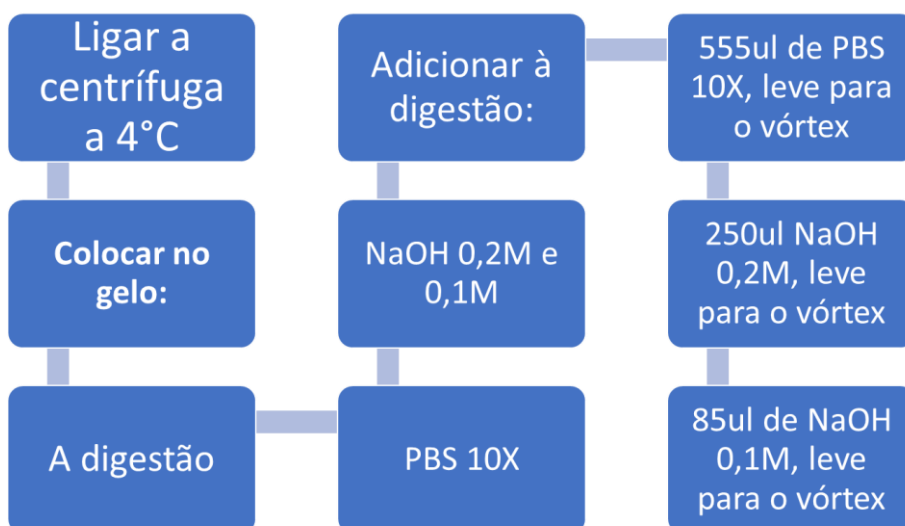 Ligar a
centrífuga
a 4°C
Colocar no
gelo:
A digestão
PBS 10X
NaOH 0,2M e
0,1M
Adicionar à
digestão:
555ul de PBS
10X, leve para
o vórtex
250ul NaOH
0,2M, leve
para o vórtex
85ul de NaOH
0,1M, leve
para o vórtex